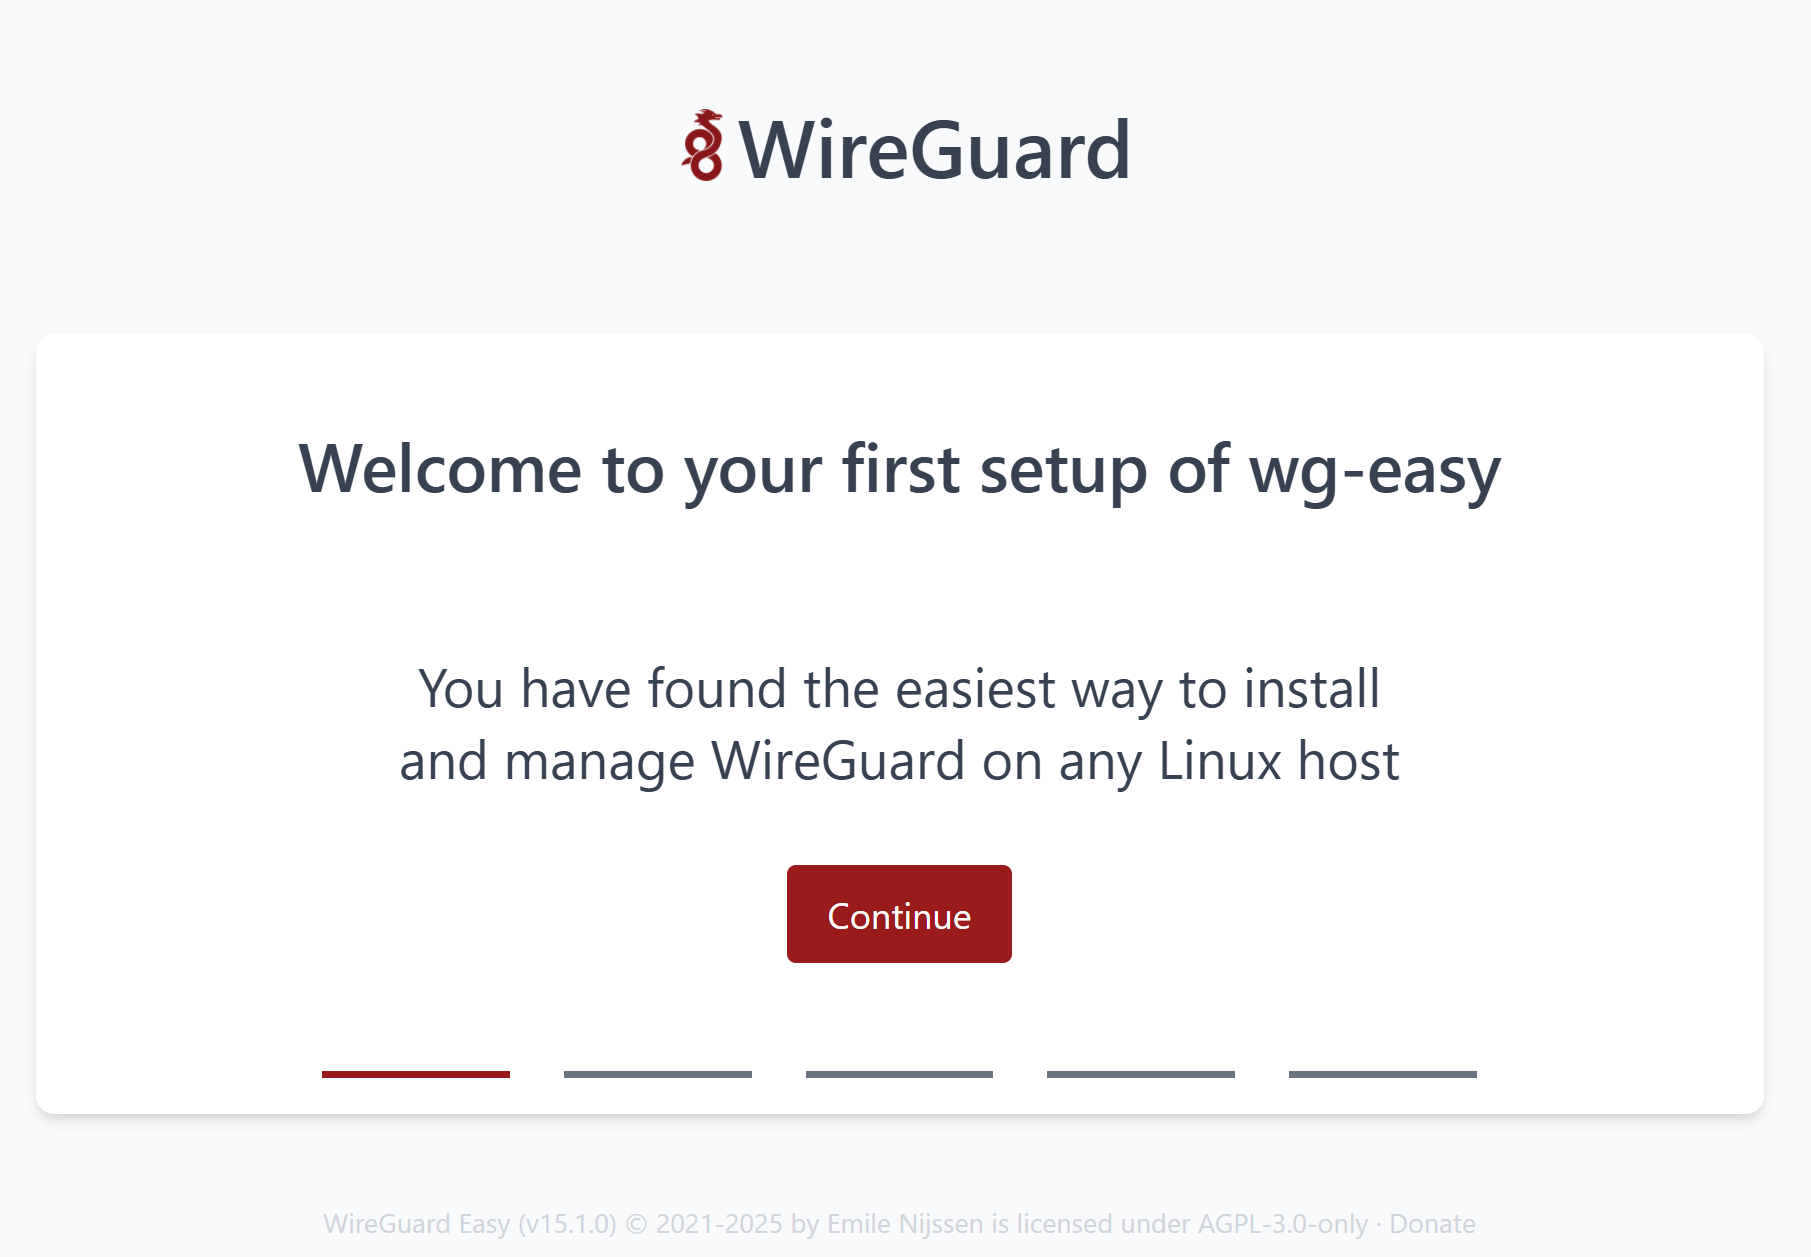 WireGuard
Welcome to your first setup of wg-easy
You have found the easiest way to install
and manage WireGuard on any Linux host
Continue
WireGuard Easy (v15.1.0) © 2021-2025 by Emile Nijssen is licensed under AGPL-3.0-only · Donate